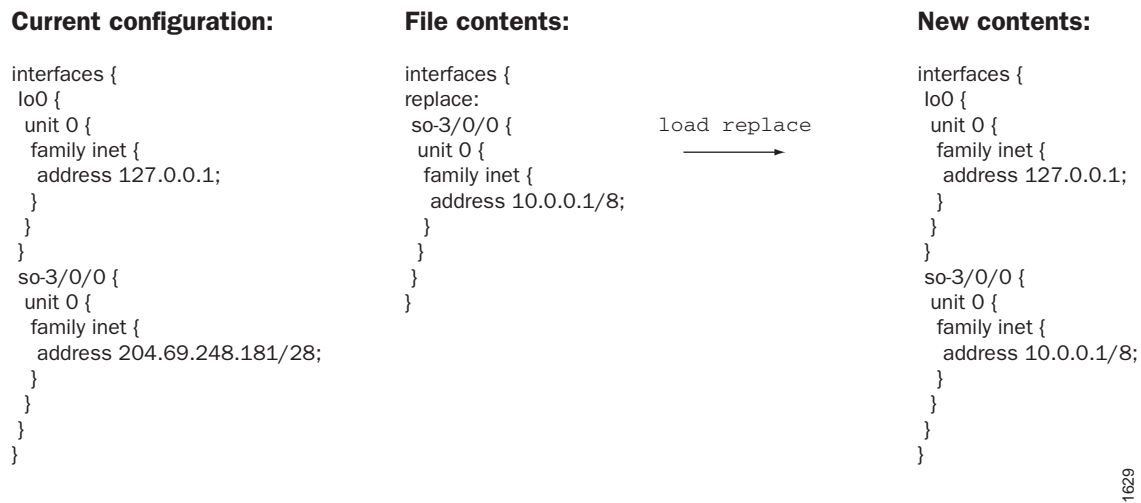 Current configuration:
interfaces {
lo0 {
unit 0 {
family inet {
address 127.0.0.1;
}
}
}
so-3/0/0 {
unit 0 {
family inet {
address 204.69.248.181/28;
}
}
}
}
File contents:
interfaces {
replace:
so-3/0/0 {
unit 0 {
family inet {
address 10.0.0.1/8;
}
}
}
}
load replace
New contents:
interfaces {
lo0 {
unit 0 {
family inet {
address 127.0.0.1;
}
}
}
so-3/0/0 {
unit 0 {
family inet {
address 10.0.0.1/8;
}
}
}
}
1629